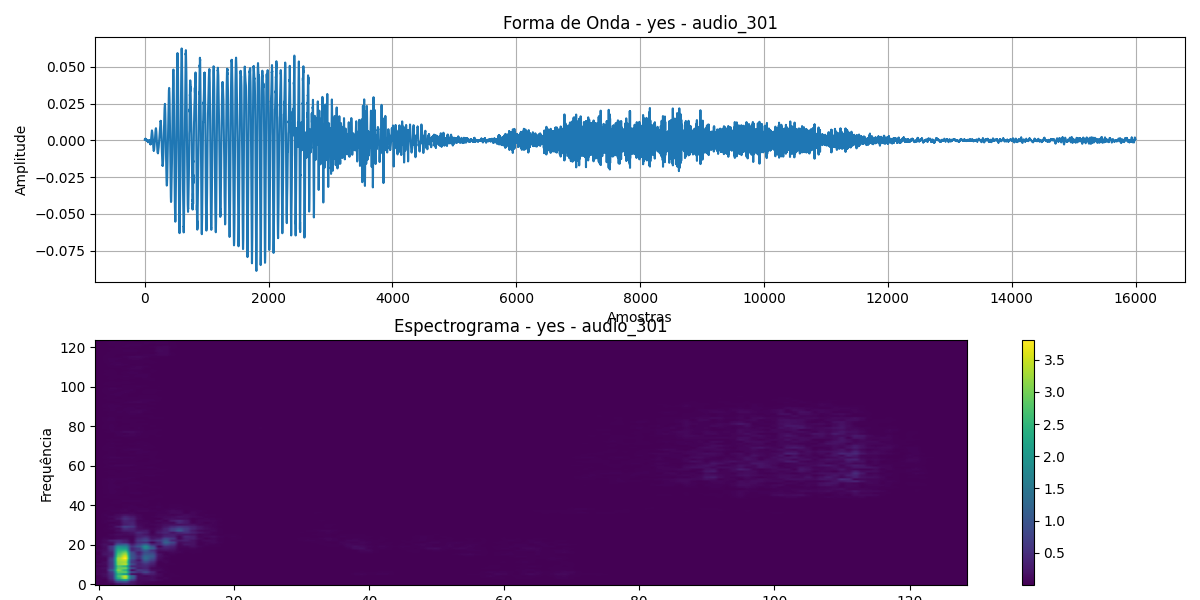 Forma de Onda - yes - audio_301
Amplitude
0.050
0.025
0.000
−0.025
−0.050
−0.075
0 2000 4000 6000 8000 10000 12000 14000 16000
Amostras
Espectrograma - yes - audio_301
Frequência
120
100
80
60
40
20
0
0 20 40 60 80 100 120
3.5
3.0
2.5
2.0
1.5
1.0
0.5